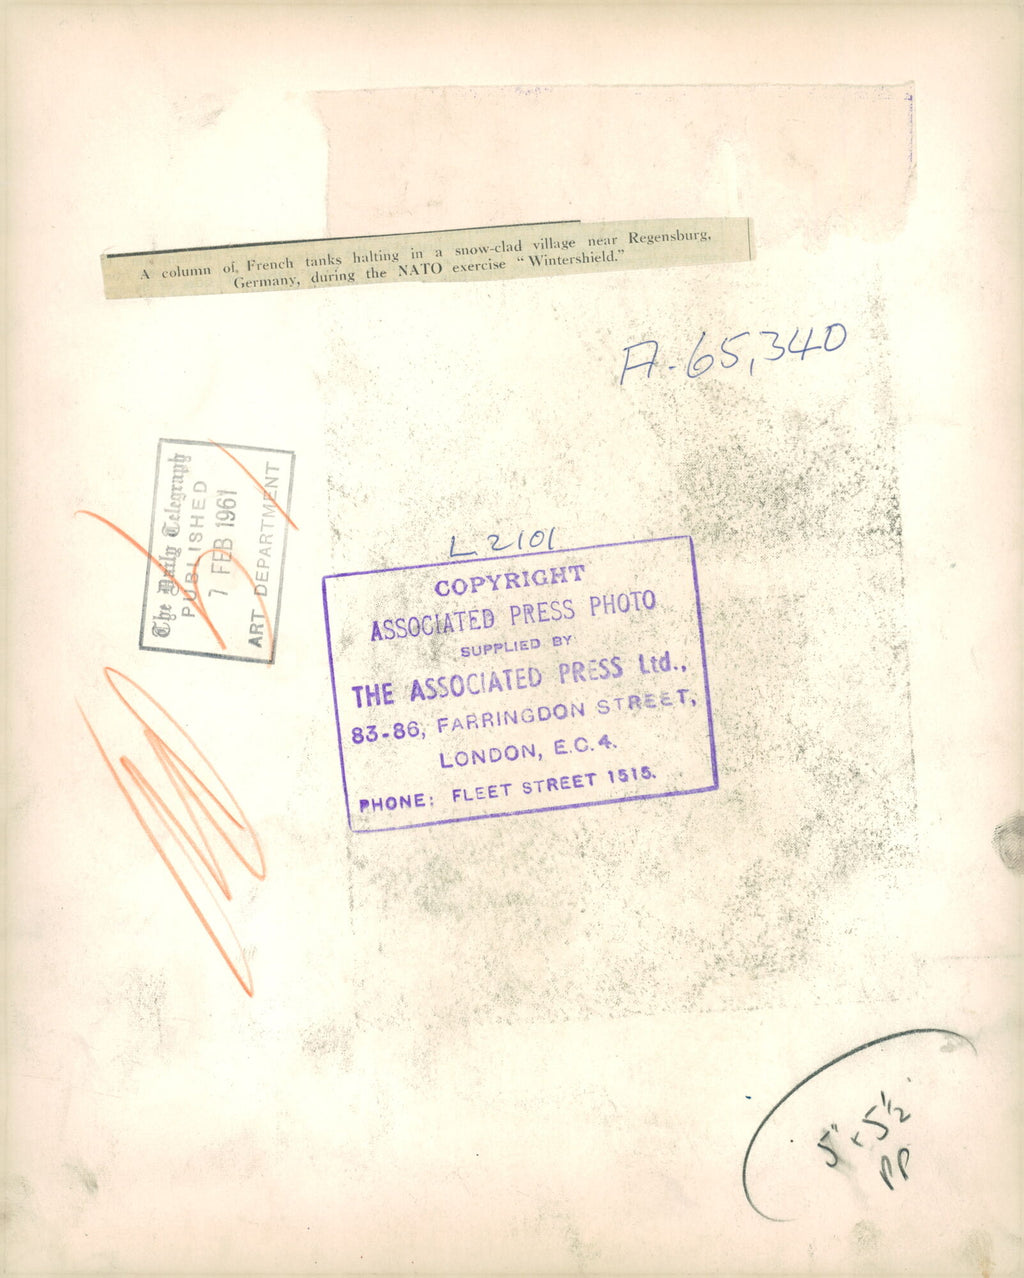 A column of French tanks halting in a snow-clad village near Regensburg,
Germany, during the NATO exercise "Wintershield."
A-65,340
The Daily Telegraph
PUBLISHED
7 FEB 1961
ART DEPARTMENT
L2101
COPYRIGHT
ASSOCIATED PRESS PHOTO
SUPPLIED BY
THE ASSOCIATED PRESS Ltd.,
83-86, FARRINGDON STREET,
LONDON, E.C.4.
PHONE: FLEET STREET 1515.
5" x 5½"
PP